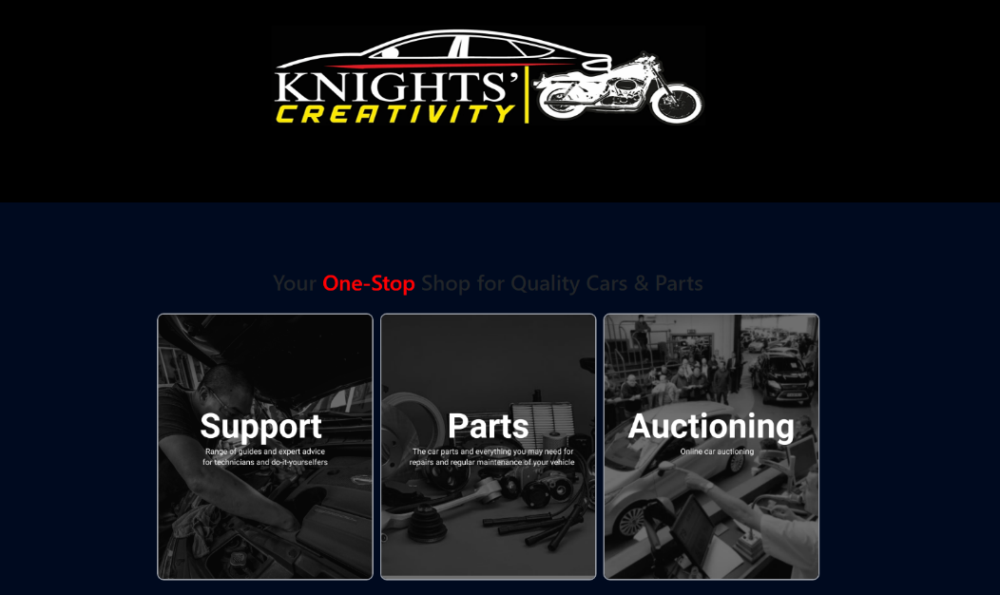 KNIGHTS'
CREATIVITY
Your One-Stop Shop for Quality Cars & Parts
Support
Range of guides and expert advice
for technicians and do-it-yourselfers
Parts
The car parts and everything you may need for
repairs and regular maintenance of your vehicle
Auctioning
Online car auctioning